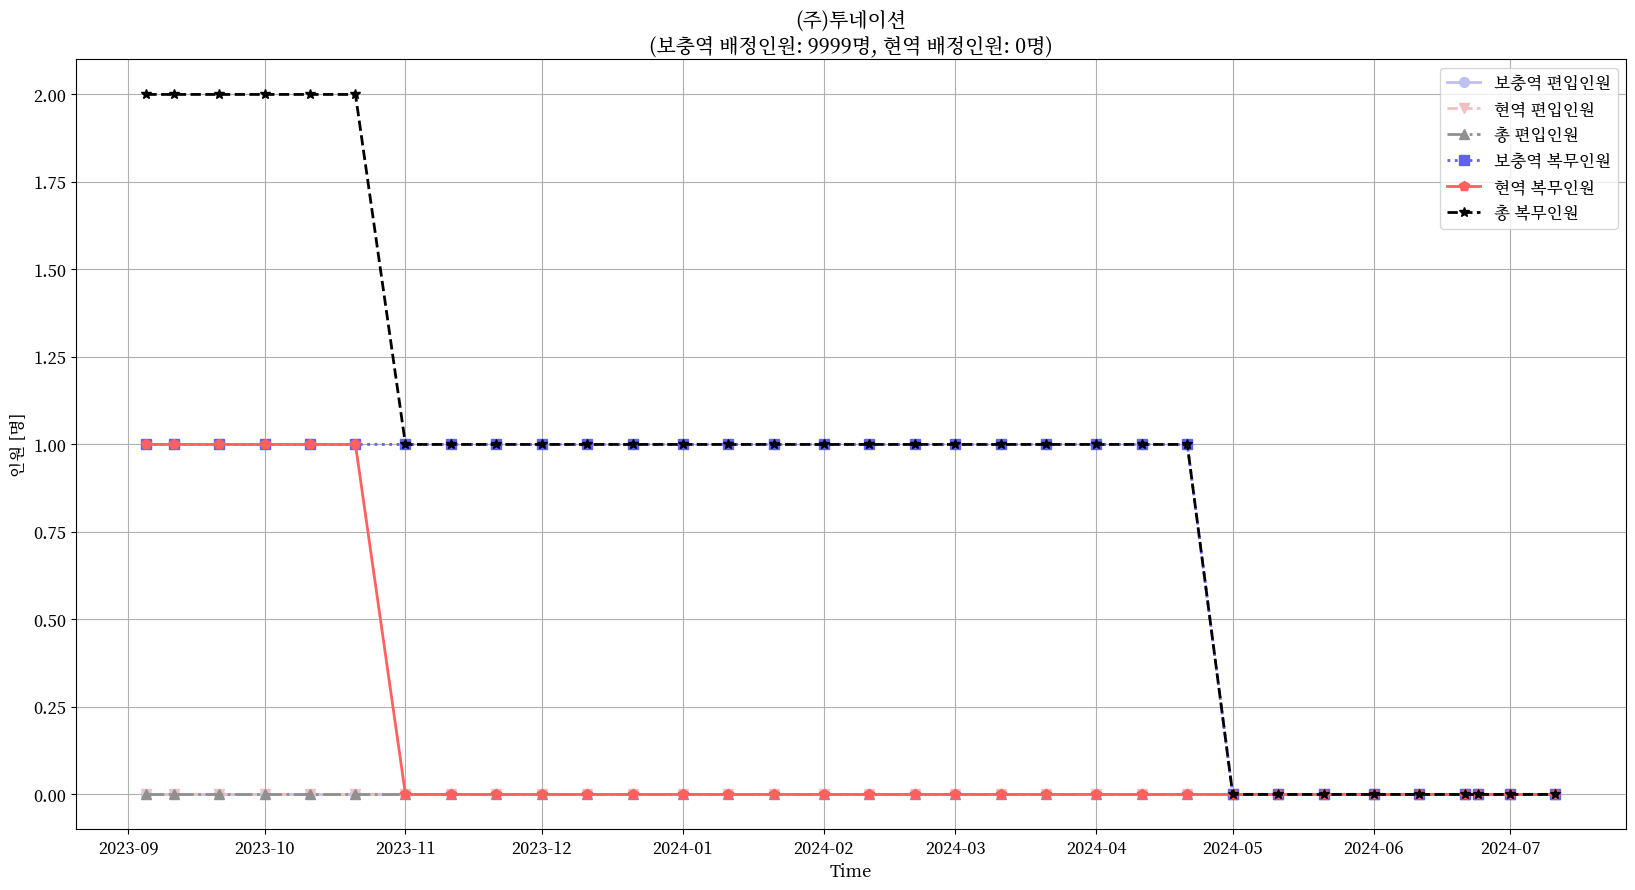 (주)투네이션
(보충역 배정인원: 9999명, 현역 배정인원: 0명)
보충역 편입인원
현역 편입인원
총 편입인원
보충역 복무인원
현역 복무인원
총 복무인원
인원 [명]
2.00
1.75
1.50
1.25
1.00
0.75
0.50
0.25
0.00
2023-09 2023-10 2023-11 2023-12 2024-01 2024-02 2024-03 2024-04 2024-05 2024-06 2024-07
Time